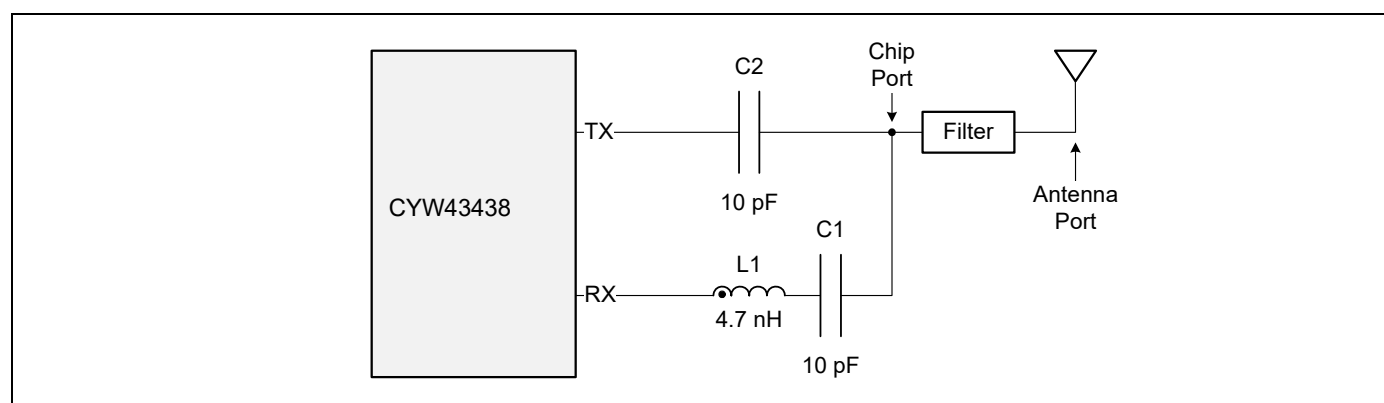 C2
Chip
Port
TX
Filter
10 pF
Antenna
Port
CYW43438
C1
L1
RX
4.7 nH
10 pF